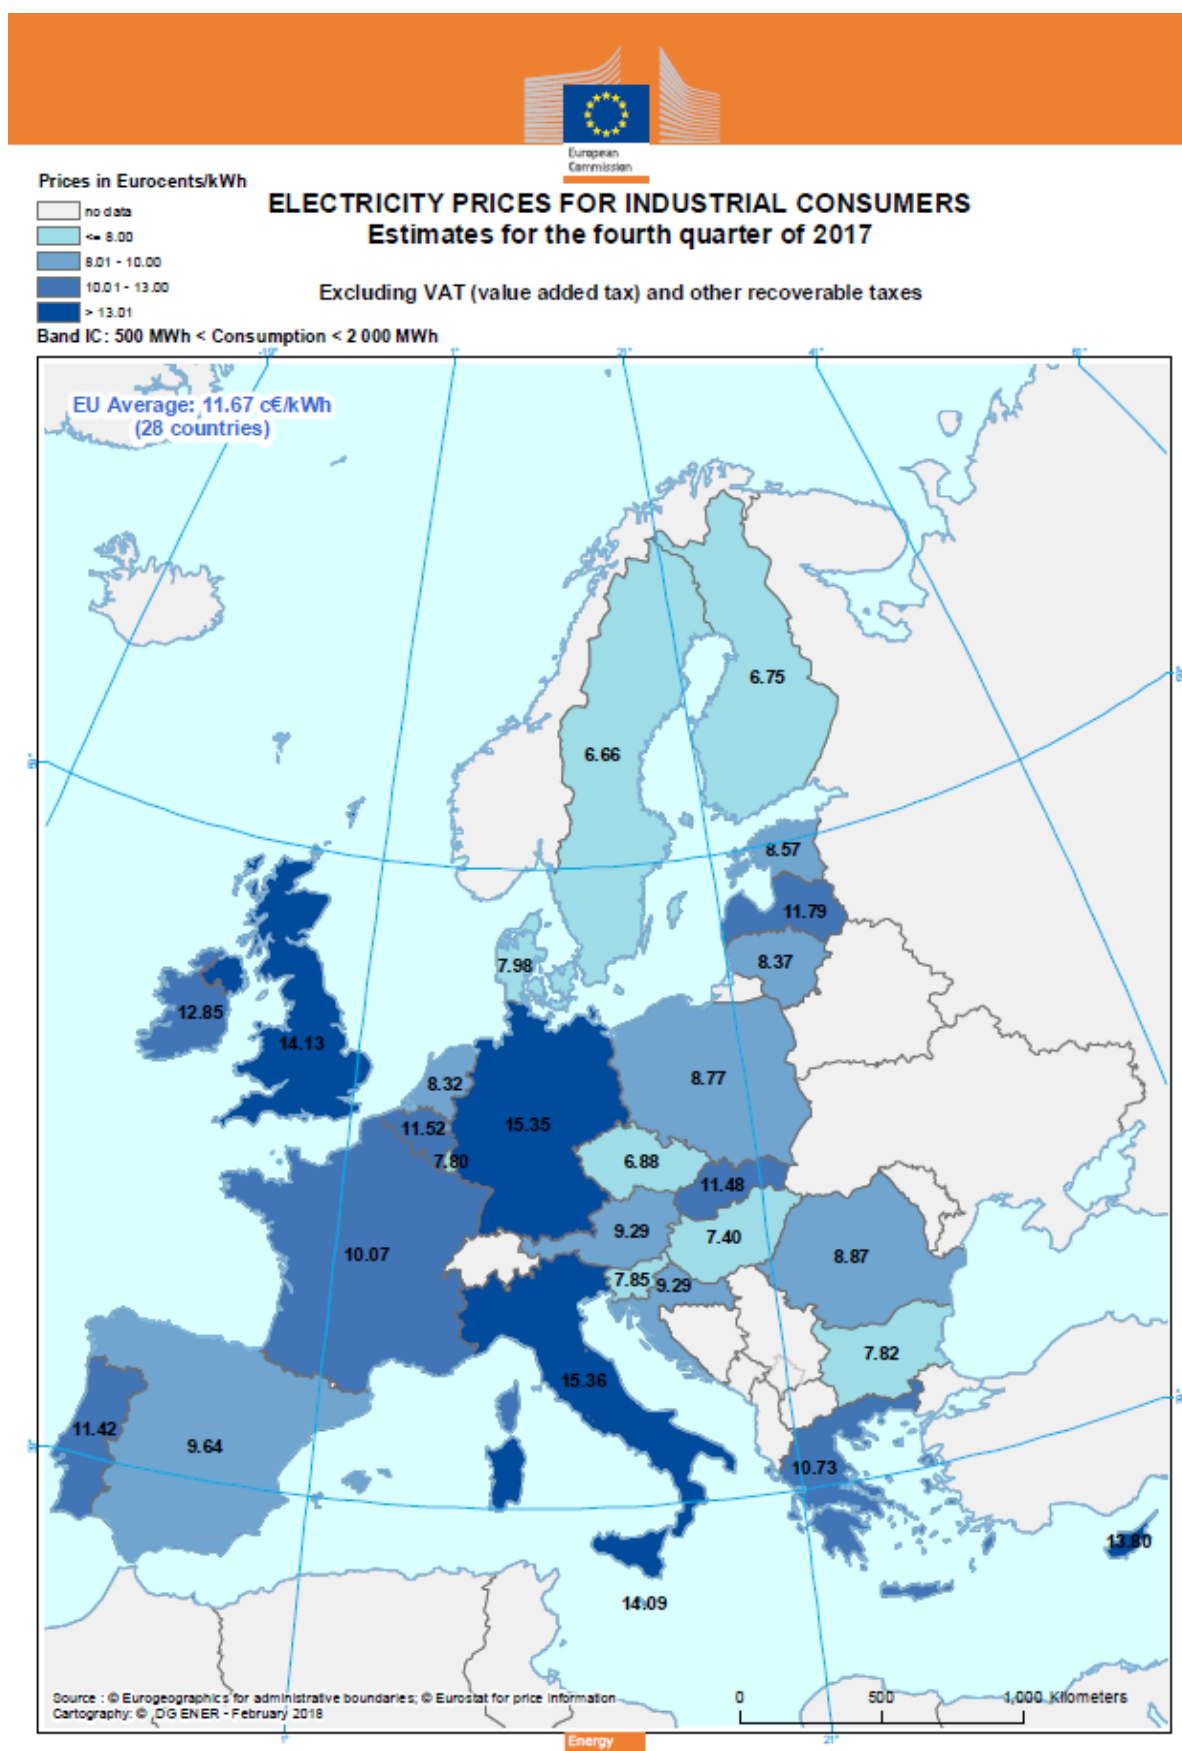 European
Commission
Prices in Eurocents/kWh
no data
<= 8.00
8.01 - 10.00
10.01 - 13.00
> 13.01
ELECTRICITY PRICES FOR INDUSTRIAL CONSUMERS
Estimates for the fourth quarter of 2017
Excluding VAT (value added tax) and other recoverable taxes
Band IC: 500 MWh < Consumption < 2 000 MWh
EU Average: 11.67 c€/kWh
(28 countries)
6.75
6.66
8.57
11.79
8.37
7.98
12.85
14.13
8.32
8.77
11.52
15.35
7.80
6.88
11.48
9.29
7.40
10.07
8.87
7.85
9.29
7.82
15.36
11.42
9.64
10.73
13.80
14.09
Source : © Eurogeographics for administrative boundaries; © Eurostat for price information
Cartography: © DG ENER - February 2018
0 500 1,000 Kilometers
1°
21°
Energy